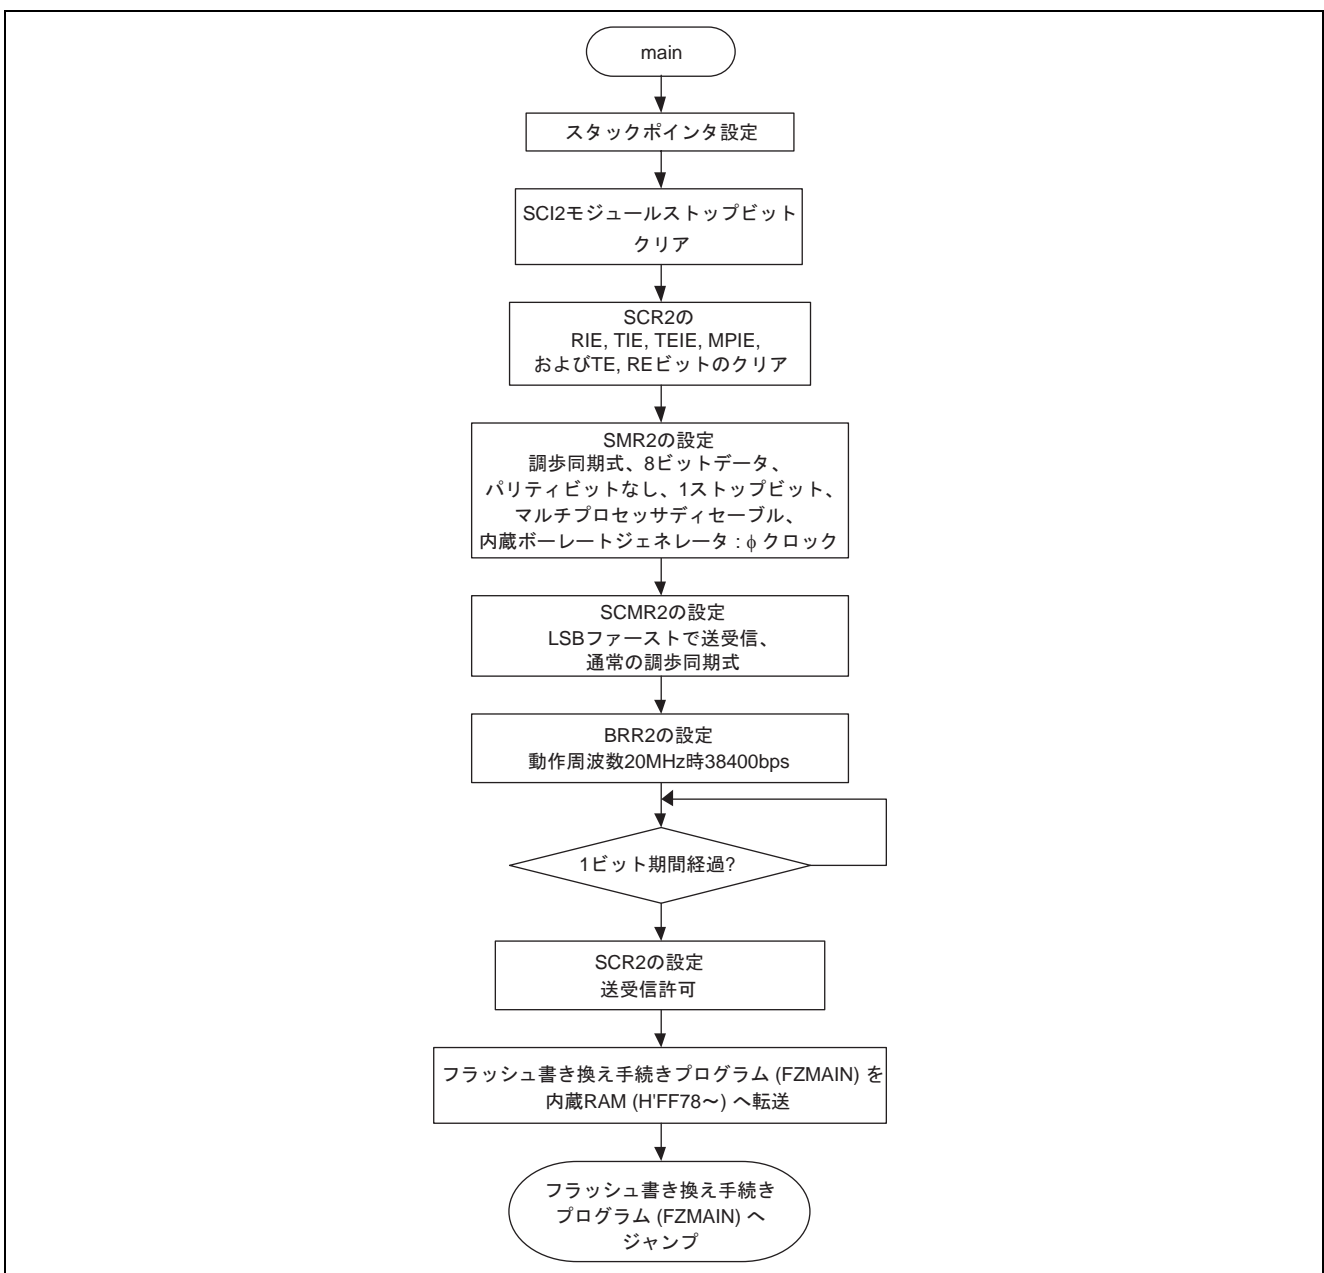 main
スタックポインタ設定
SCI2モジュールストップビット
クリア
SCR2の
RIE, TIE, TEIE, MPIE,
およびTE, REビットのクリア
SMR2の設定
調歩同期式、8ビットデータ、
パリティビットなし、1ストップビット、
マルチプロセッサディセーブル、
内蔵ボーレートジェネレータ : φ クロック
SCMR2の設定
LSBファーストで送受信、
通常の調歩同期式
BRR2の設定
動作周波数20MHz時38400bps
1ビット期間経過?
SCR2の設定
送受信許可
フラッシュ書き換え手続きプログラム (FZMAIN) を
内蔵RAM (H'FF78〜) へ転送
フラッシュ書き換え手続き
プログラム (FZMAIN) へ
ジャンプ